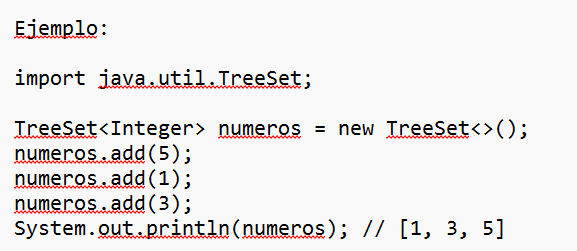 Ejemplo:
import java.util.TreeSet;
TreeSet<Integer> numeros = new TreeSet<>();
numeros.add(5);
numeros.add(1);
numeros.add(3);
System.out.println(numeros); // [1, 3, 5]